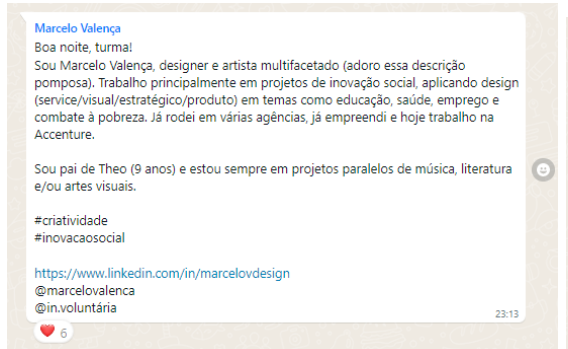 Marcelo Valença
Boa noite, turma!
Sou Marcelo Valença, designer e artista multifacetado (adoro essa descrição
pomposa). Trabalho principalmente em projetos de inovação social, aplicando design
(service/visual/estratégico/produto) em temas como educação, saúde, emprego e
combate à pobreza. Já rodei em várias agências, já empreendi e hoje trabalho na
Accenture.
Sou pai de Theo (9 anos) e estou sempre em projetos paralelos de música, literatura
e/ou artes visuais.
#criatividade
#inovacaosocial
https://www.linkedin.com/in/marcelovdesign
@marcelovalenca
@in.voluntária
23:13
6